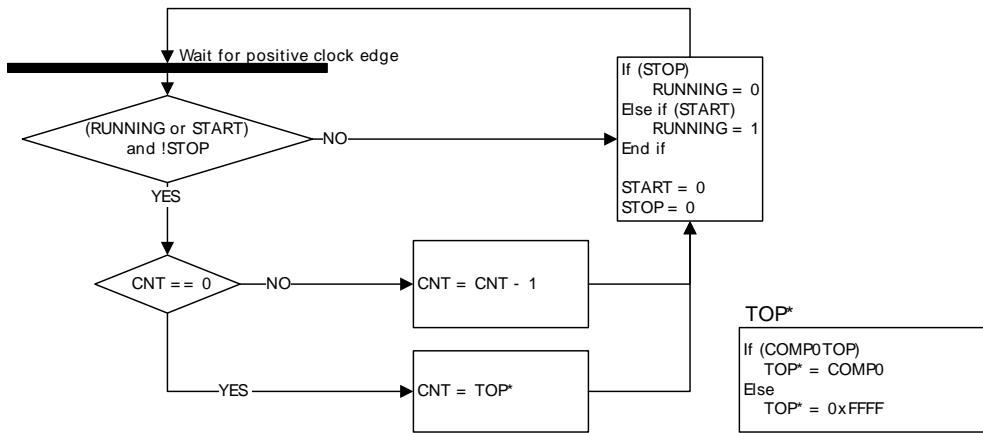 Wait for positive clock edge
If (STOP)
RUNNING = 0
Else if (START)
RUNNING = 1
End if
START = 0
STOP = 0
(RUNNING or START)
and !STOP
NO
YES
CNT == 0
NO
CNT = CNT - 1
YES
CNT = TOP*
TOP*
If (COMP0TOP)
TOP* = COMP0
Else
TOP* = 0xFFFF